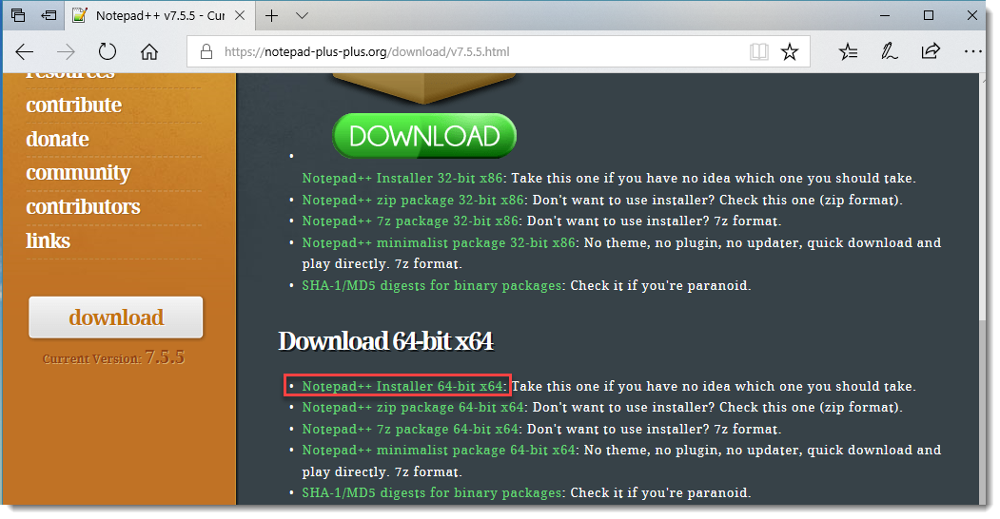 Notepad++ v7.5.5 - Cur
https://notepad-plus-plus.org/download/v7.5.5.html
resources
contribute
donate
community
contributors
links
download
Current Version: 7.5.5
DOWNLOAD
Notepad++ Installer 32-bit x86: Take this one if you have no idea which one you should take.
Notepad++ zip package 32-bit x86: Don't want to use installer? Check this one (zip format).
Notepad++ 7z package 32-bit x86: Don't want to use installer? 7z format.
Notepad++ minimalist package 32-bit x86: No theme, no plugin, no updater, quick download and
play directly. 7z format.
SHA-1/MD5 digests for binary packages: Check it if you're paranoid.
Download 64-bit x64
Notepad++ Installer 64-bit x64: Take this one if you have no idea which one you should take.
Notepad++ zip package 64-bit x64: Don't want to use installer? Check this one (zip format).
Notepad++ 7z package 64-bit x64: Don't want to use installer? 7z format.
Notepad++ minimalist package 64-bit x64: No theme, no plugin, no updater, quick download and
play directly. 7z format.
SHA-1/MD5 digests for binary packages: Check it if you're paranoid.